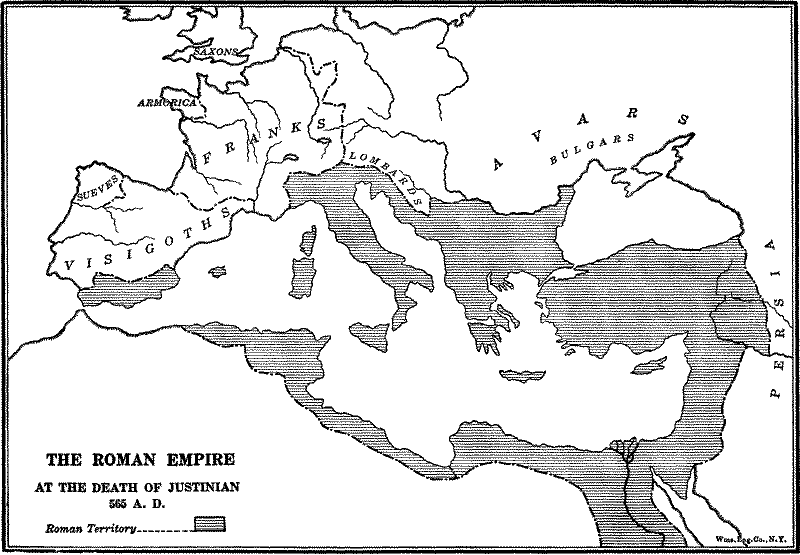 SAXONS
ARMORICA
FRANKS
AVARS
BULGARS
LOMBARDS
SUEVES
VISIGOTHS
PERSIA
THE ROMAN EMPIRE
AT THE DEATH OF JUSTINIAN
565 A. D.
Roman Territory
Wms.Eng.Co., N.Y.